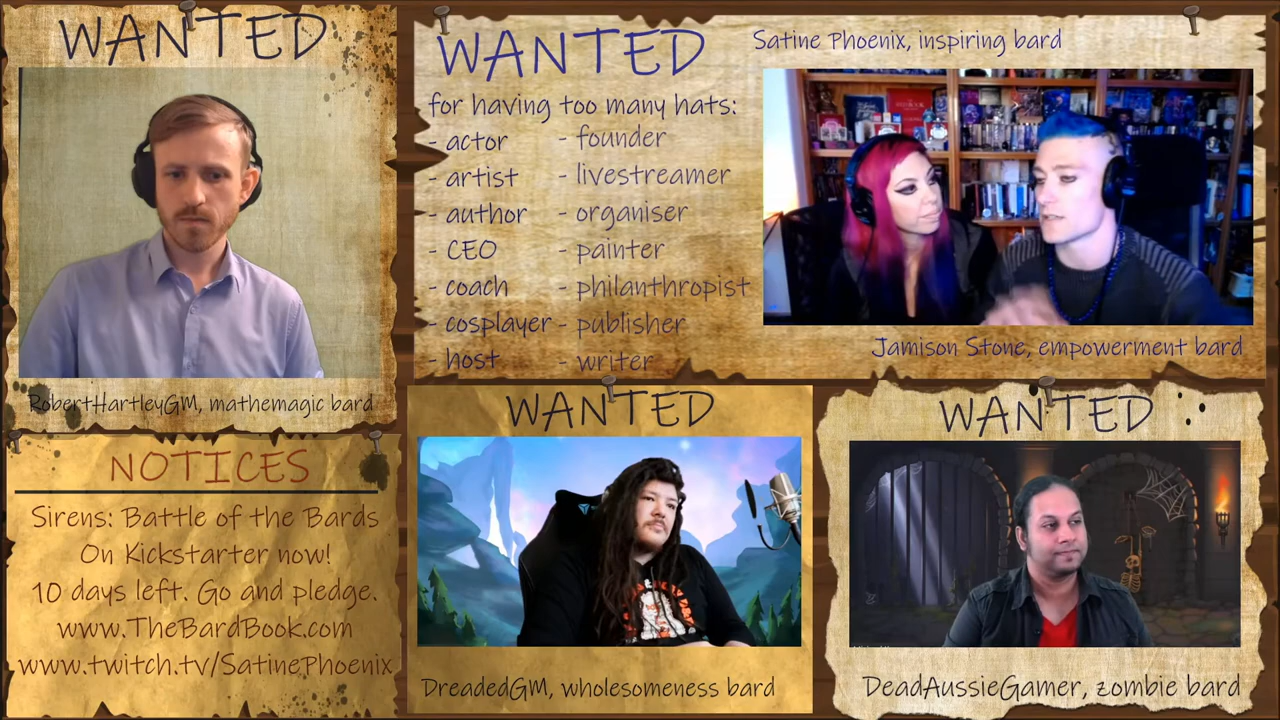 WANTED
RobertHartleyGM, mathemagic bard
NOTICES
Sirens: Battle of the Bards
On Kickstarter now!
10 days left. Go and pledge.
www.TheBardBook.com
www.twitch.tv/SatinePhoenix
WANTED
for having too many hats:
- actor
- artist
- author
- CEO
- coach
- cosplayer
- host
- founder
- livestreamer
- organiser
- painter
- philanthropist
- publisher
- writer
Satine Phoenix, inspiring bard
Jamison Stone, empowerment bard
WANTED
DreadedGM, wholesomeness bard
WANTED
DeadAussieGamer, zombie bard